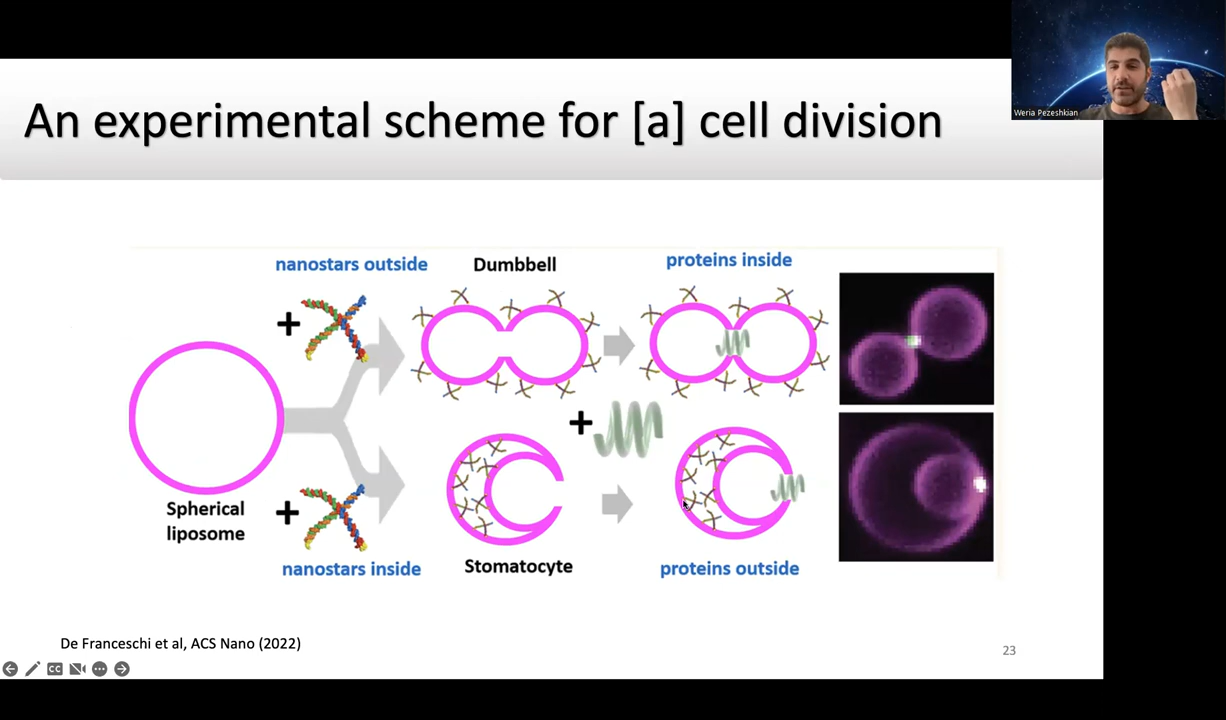 An experimental scheme for [a] cell division
Weria Pezeshkian
nanostars outside
Dumbbell
proteins inside
+
+
Spherical
liposome
+
nanostars inside
Stomatocyte
proteins outside
De Franceschi et al, ACS Nano (2022)
23
CC